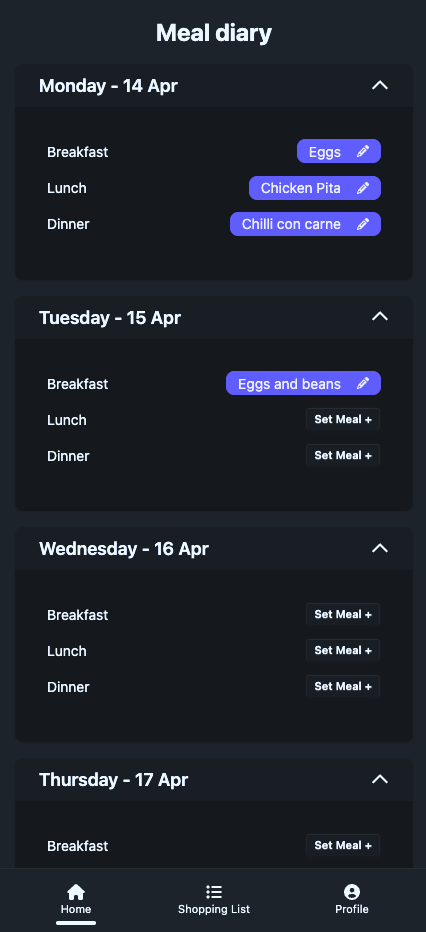 Meal diary
Monday - 14 Apr
Breakfast Eggs
Lunch Chicken Pita
Dinner Chilli con carne
Tuesday - 15 Apr
Breakfast Eggs and beans
Lunch Set Meal +
Dinner Set Meal +
Wednesday - 16 Apr
Breakfast Set Meal +
Lunch Set Meal +
Dinner Set Meal +
Thursday - 17 Apr
Breakfast Set Meal +
Home Shopping List Profile